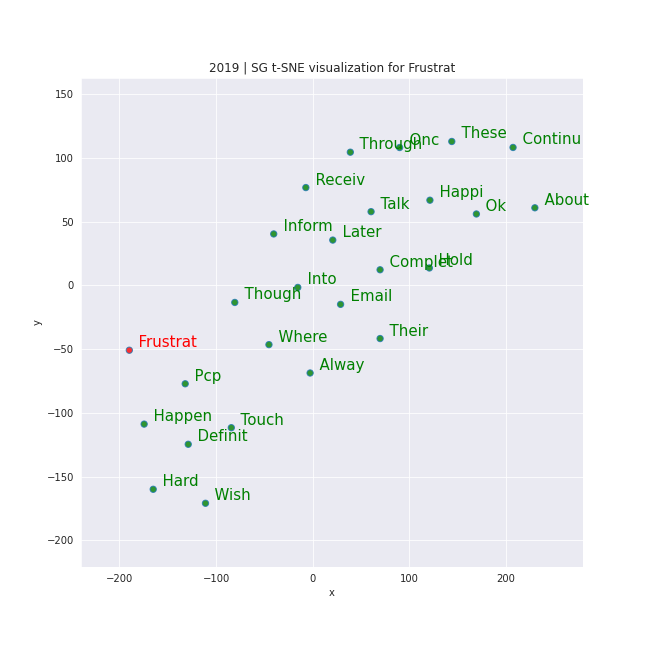 2019 | SG t-SNE visualization for Frustrat
150
100
50
0
−50
−100
−150
−200
y
These
Continu
Onc
Through
Receiv
Happi
About
Talk
Ok
Inform
Later
Complet
Hold
Into
Though
Email
Their
Where
Frustrat
Alway
Pcp
Happen
Touch
Definit
Hard
Wish
−200
−100
0
100
200
x